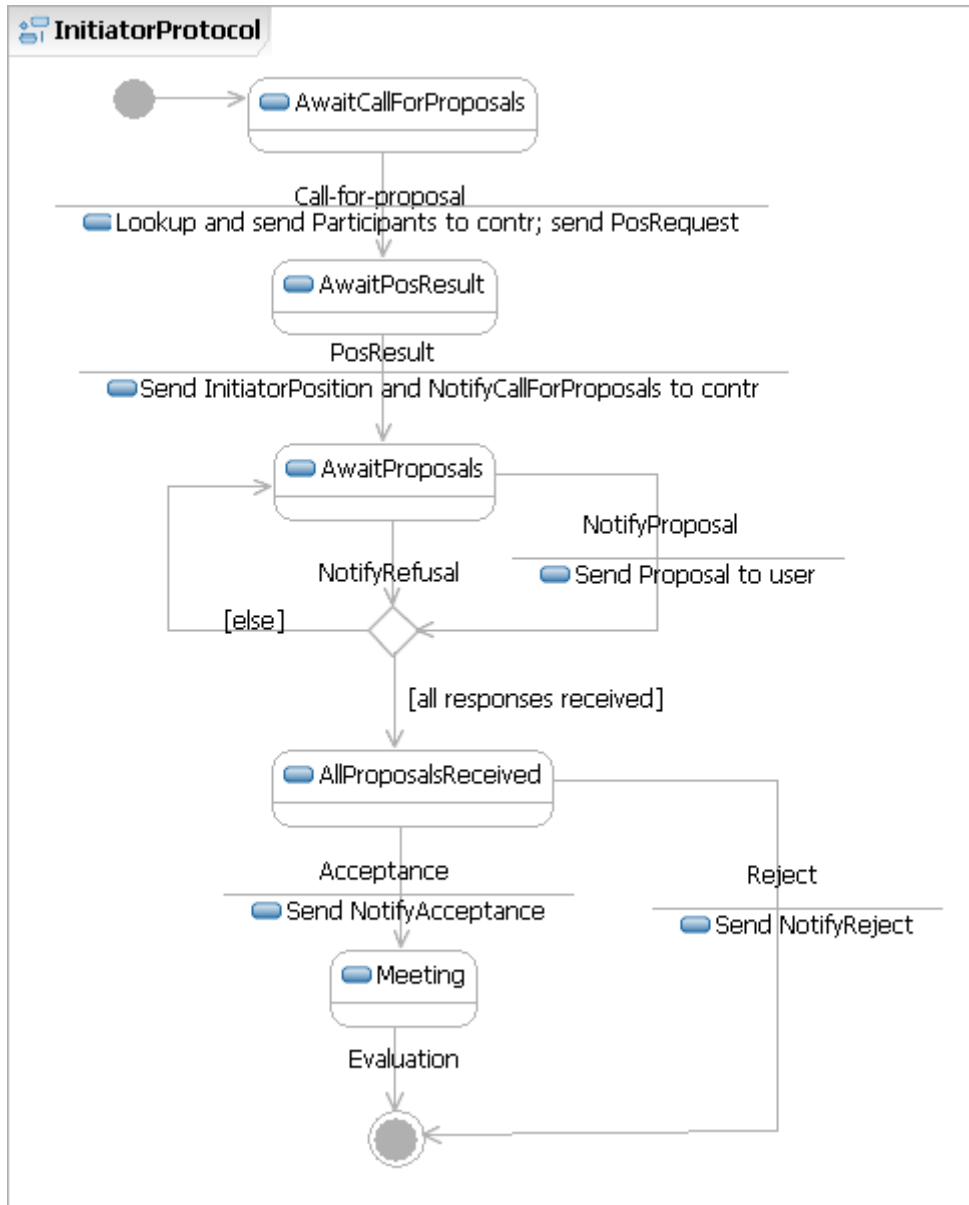 InitiatorProtocol
AwaitCallForProposals
Call-for-proposal
Lookup and send Participants to contr; send PosRequest
AwaitPosResult
PosResult
Send InitiatorPosition and NotifyCallForProposals to contr
AwaitProposals
NotifyProposal
NotifyRefusal
Send Proposal to user
[else]
[all responses received]
AllProposalsReceived
Acceptance
Reject
Send NotifyAcceptance
Send NotifyReject
Meeting
Evaluation